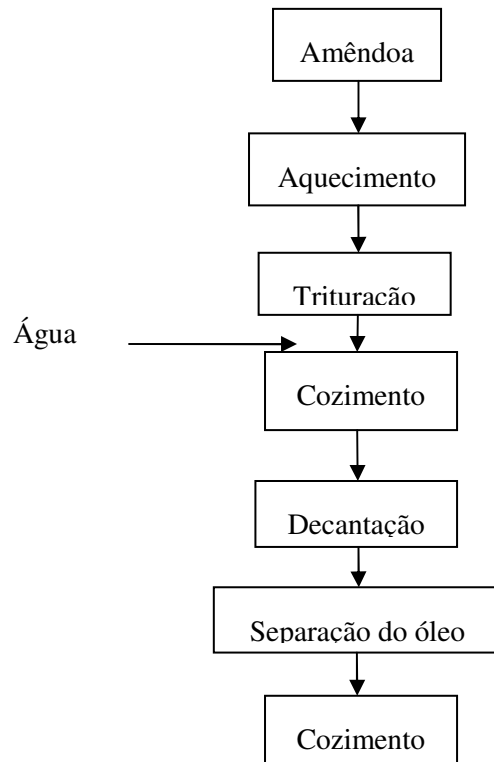 Amêndoa
Aquecimento
Trituração
Água
Cozimento
Decantação
Separação do óleo
Cozimento